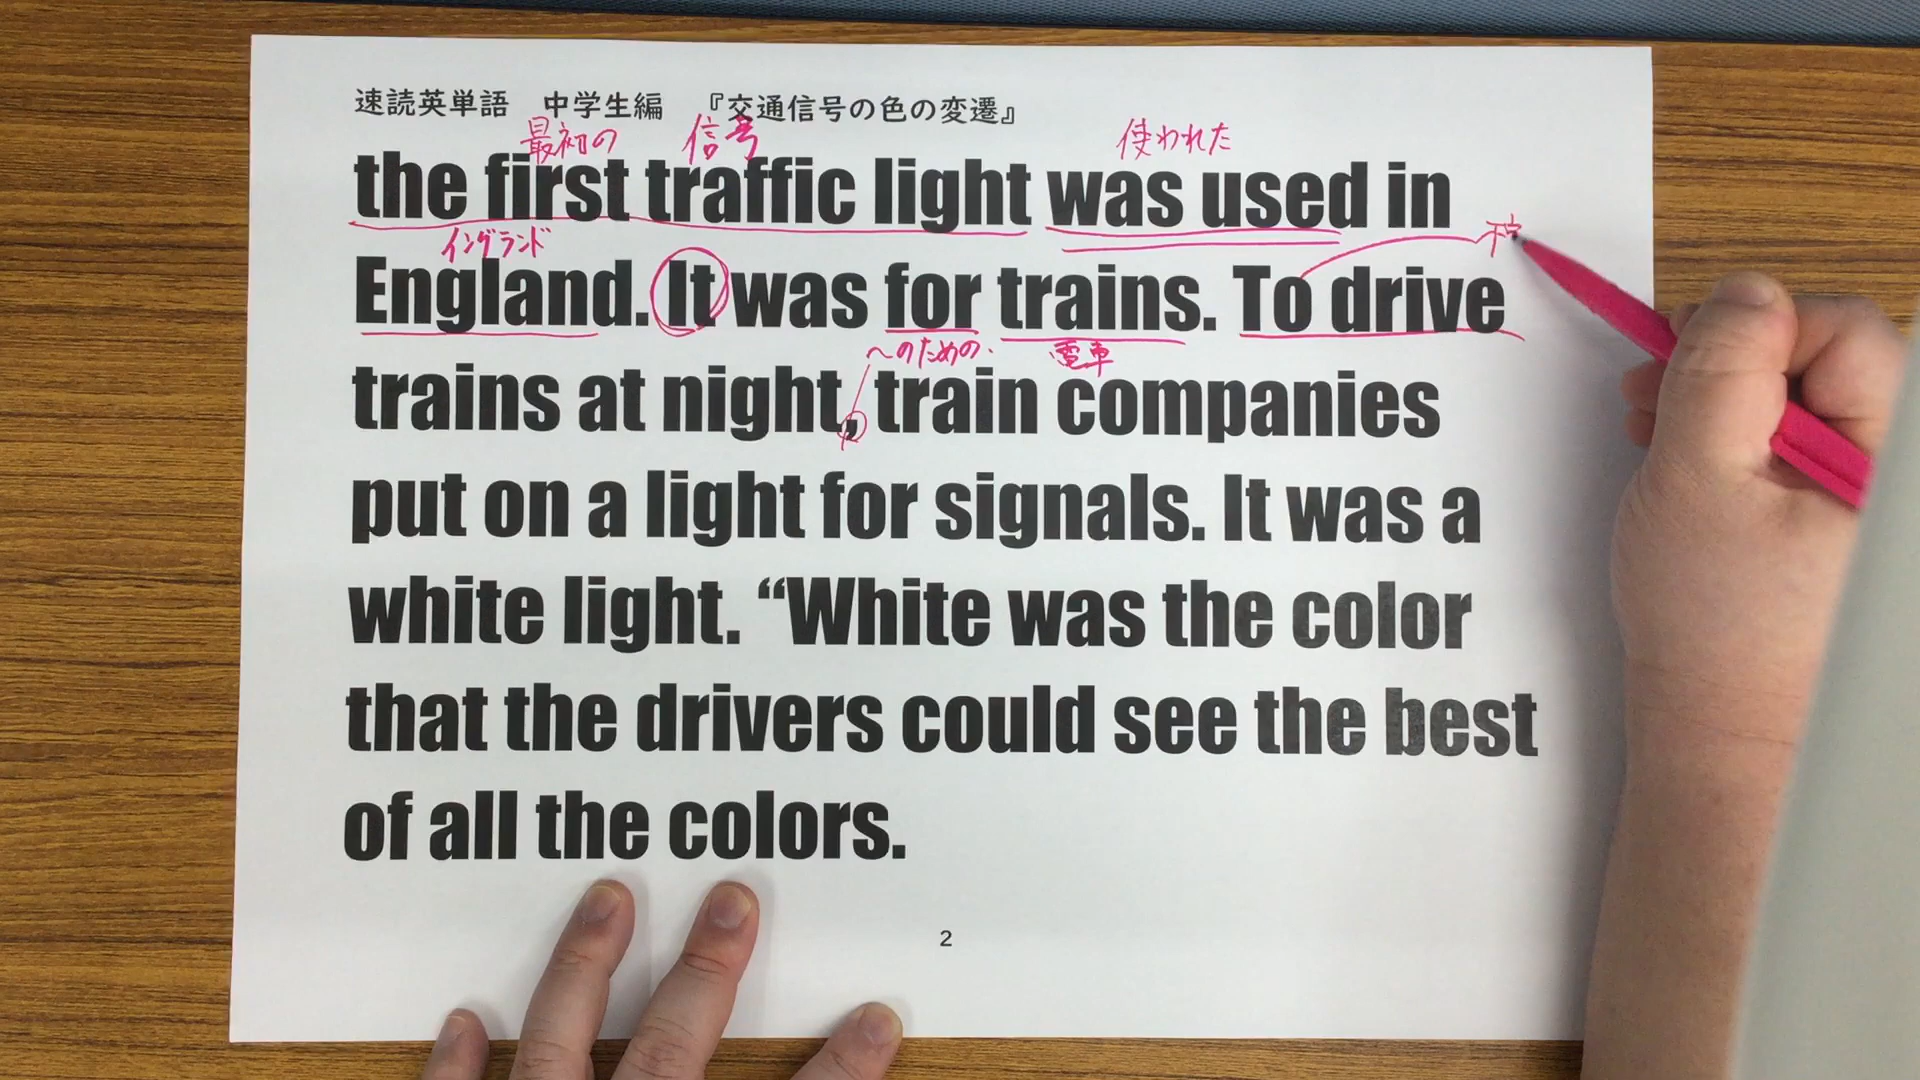 速読英単語 中学生編 『交通信号の色の変遷』
最初の 信号 使われた
the first traffic light was used in
イングランド 不定
England. It was for trains. To drive
〜のための 電車
trains at night, train companies
put on a light for signals. It was a
white light. “White was the color
that the drivers could see the best
of all the colors.
2